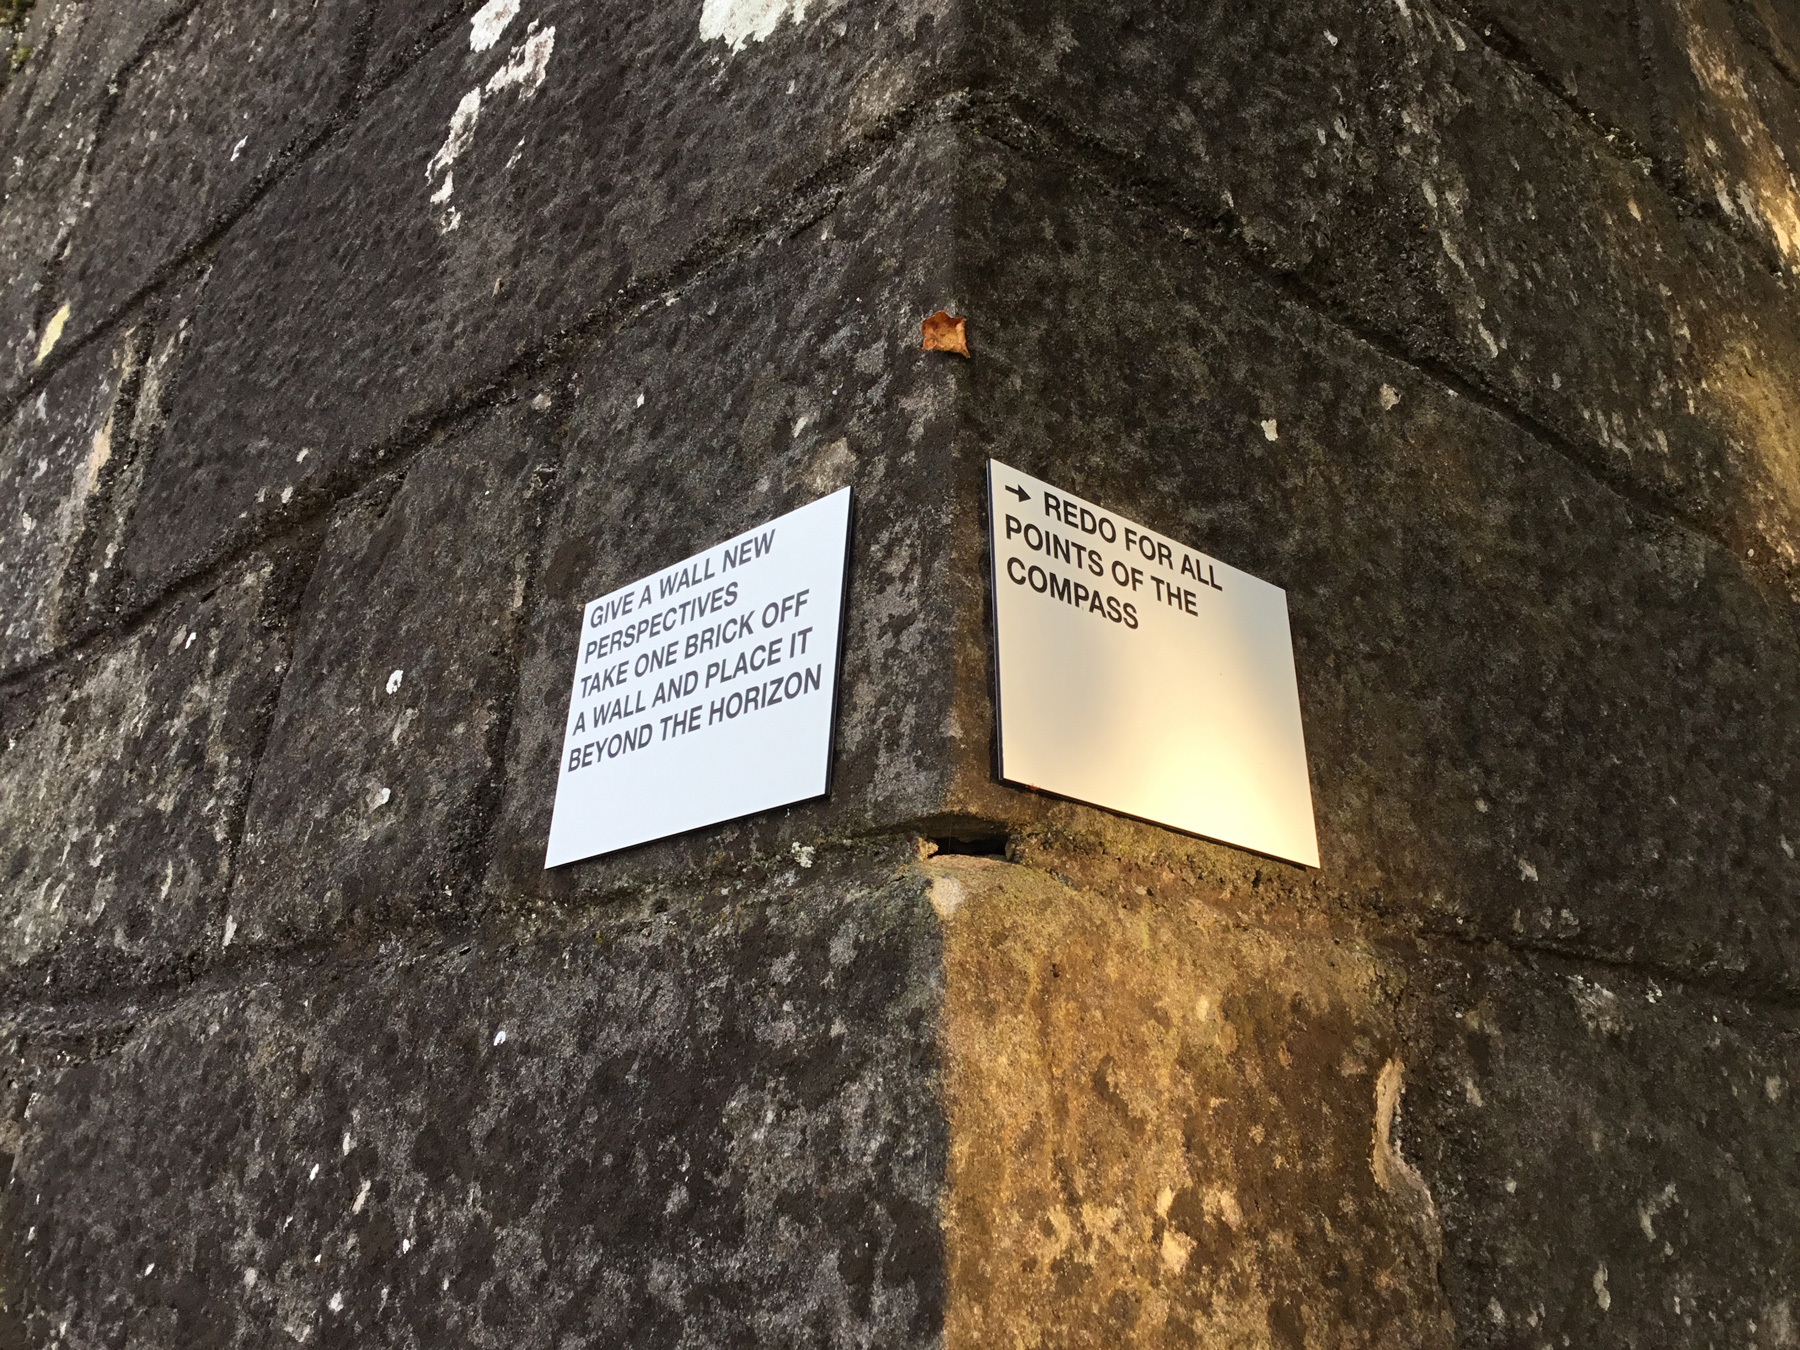 GIVE A WALL NEW
PERSPECTIVES
TAKE ONE BRICK OFF
A WALL AND PLACE IT
BEYOND THE HORIZON
→ REDO FOR ALL
POINTS OF THE
COMPASS